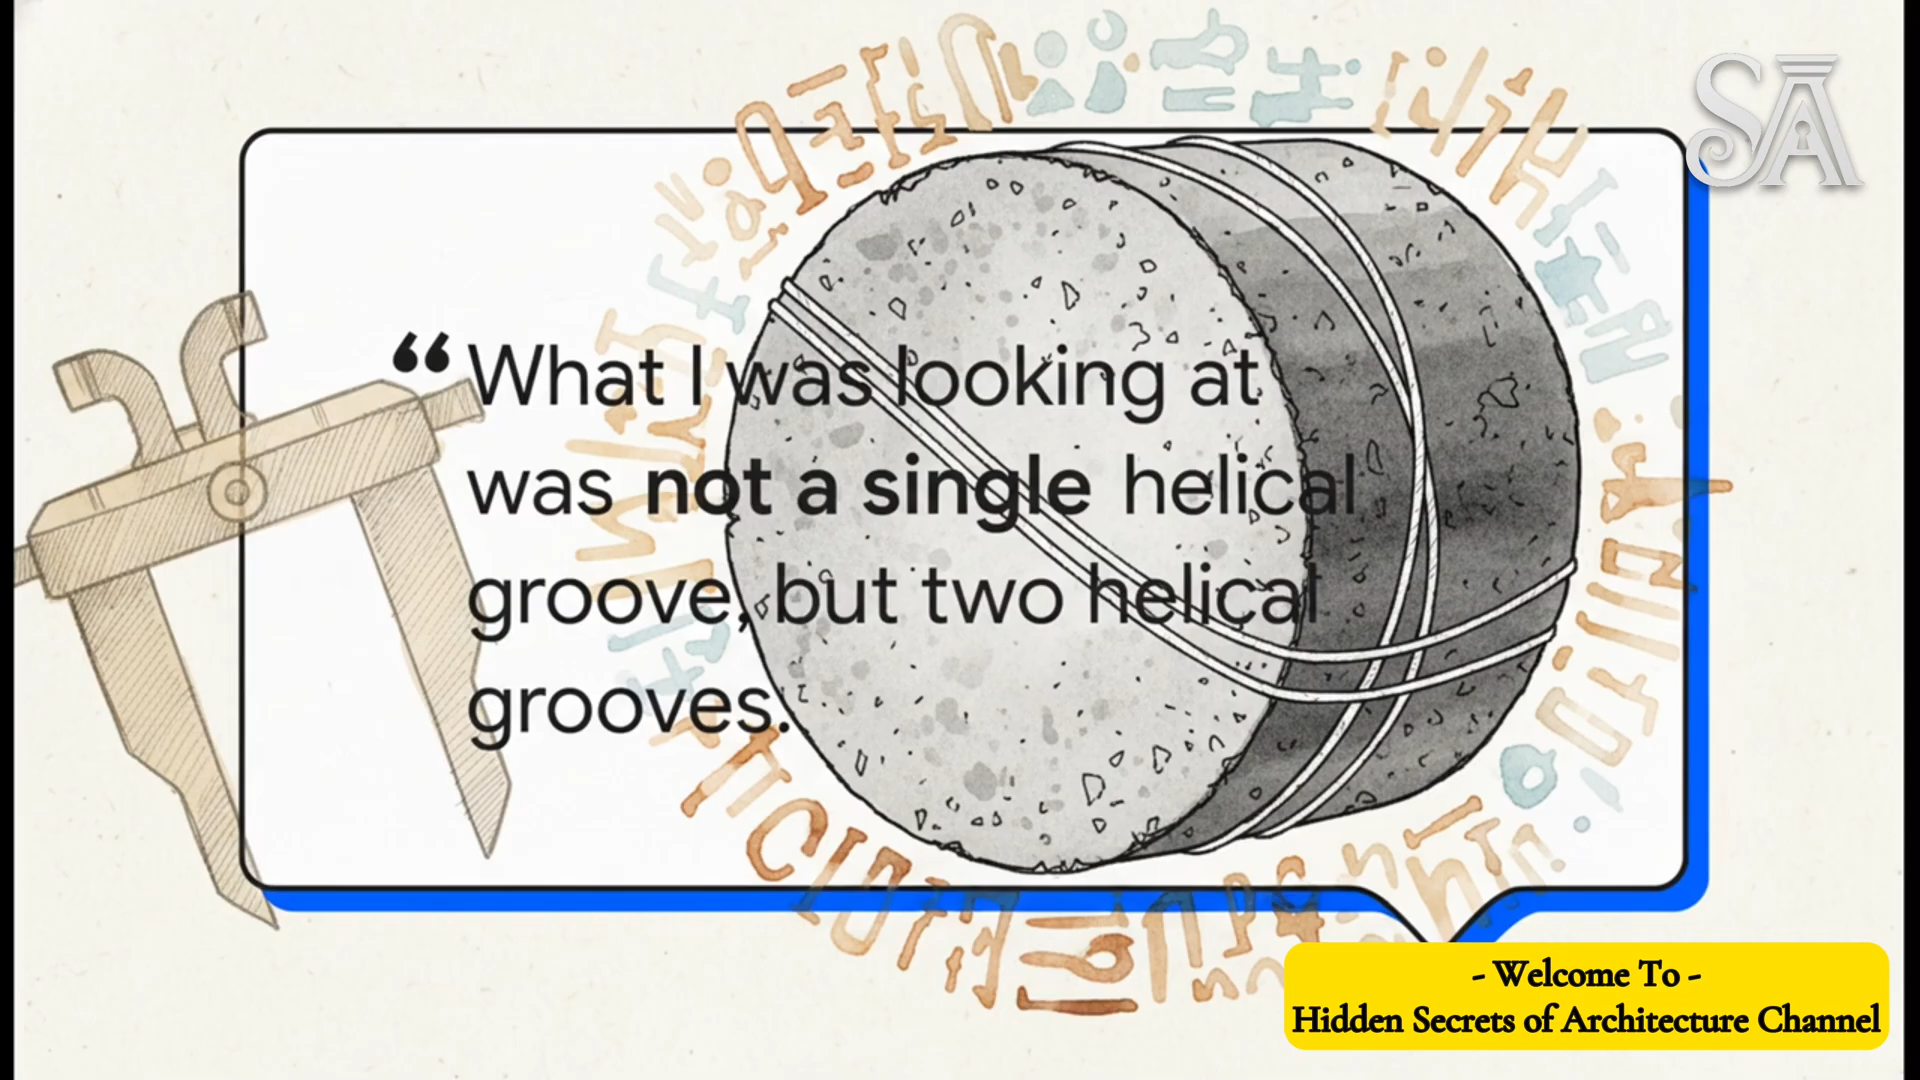 SA
“What I was looking at
was not a single helical
groove, but two helical
grooves.
- Welcome To -
Hidden Secrets of Architecture Channel